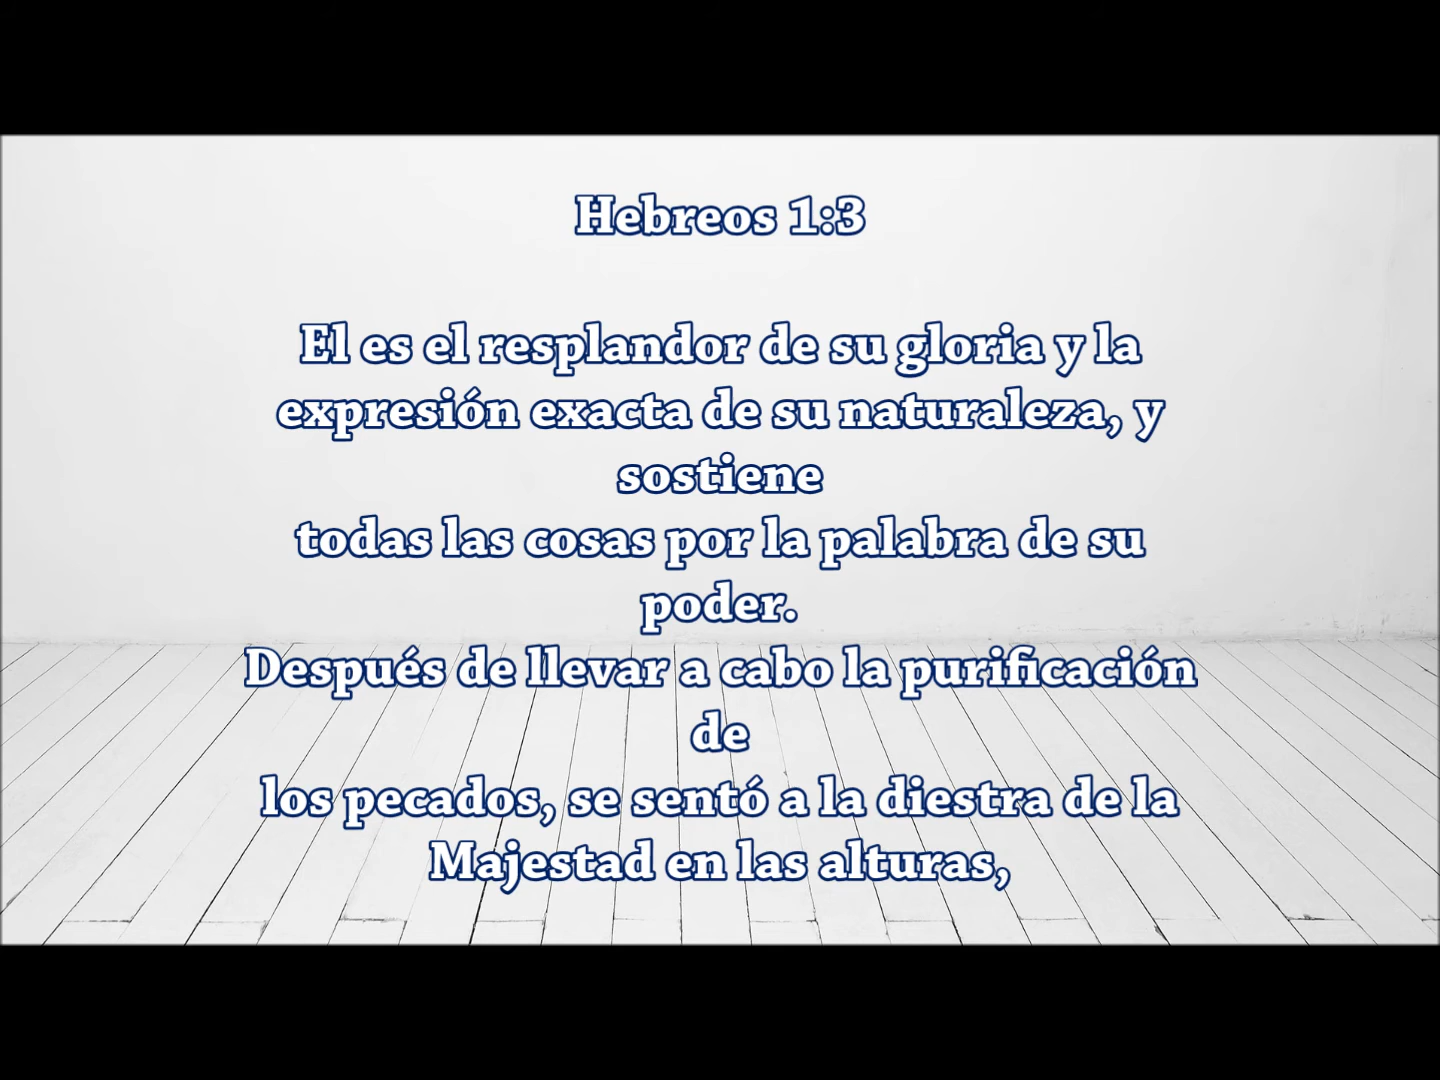 Hebreos 1:3
El es el resplandor de su gloria y la
expresión exacta de su naturaleza, y
sostiene
todas las cosas por la palabra de su
poder.
Después de llevar a cabo la purificación
de
los pecados, se sentó a la diestra de la
Majestad en las alturas,